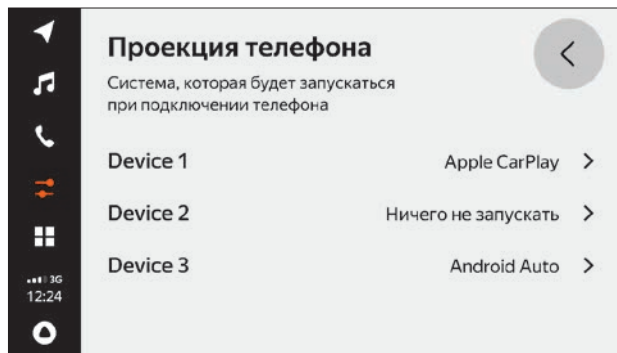 Проекция телефона
Система, которая будет запускаться
при подключении телефона
Device 1 Apple CarPlay
Device 2 Ничего не запускать
Device 3 Android Auto
3G
12:24